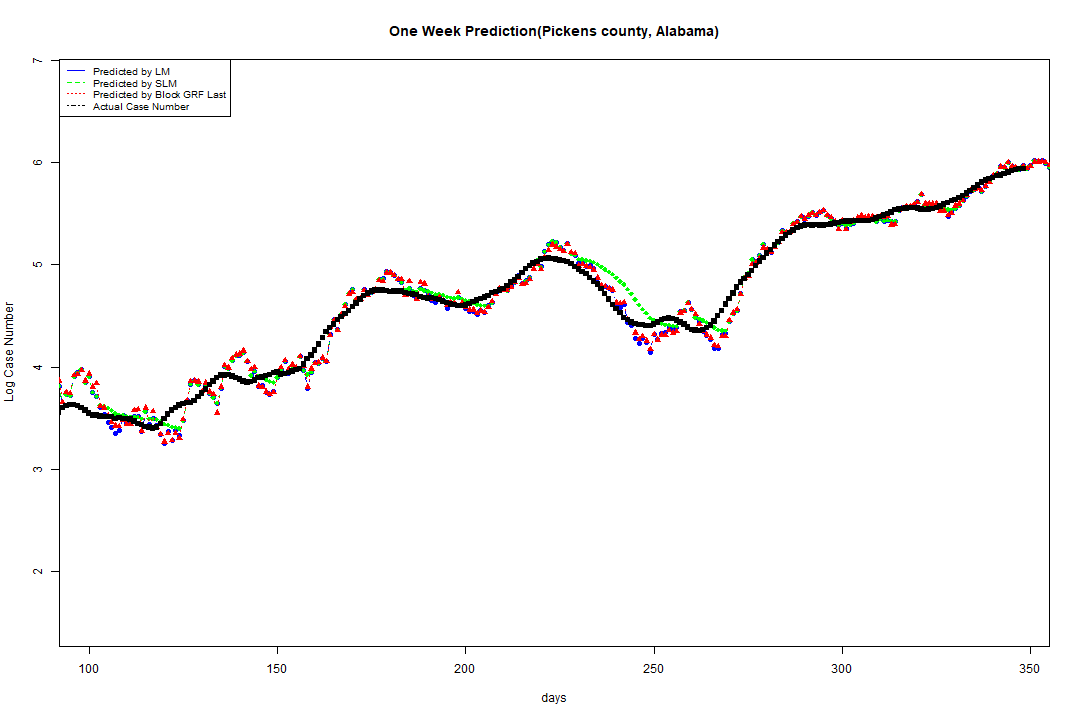 One Week Prediction(Pickens county, Alabama)
Predicted by LM
Predicted by SLM
Predicted by Block GRF Last
Actual Case Number
Log Case Number
7
6
5
4
3
2
100 150 200 250 300 350
days